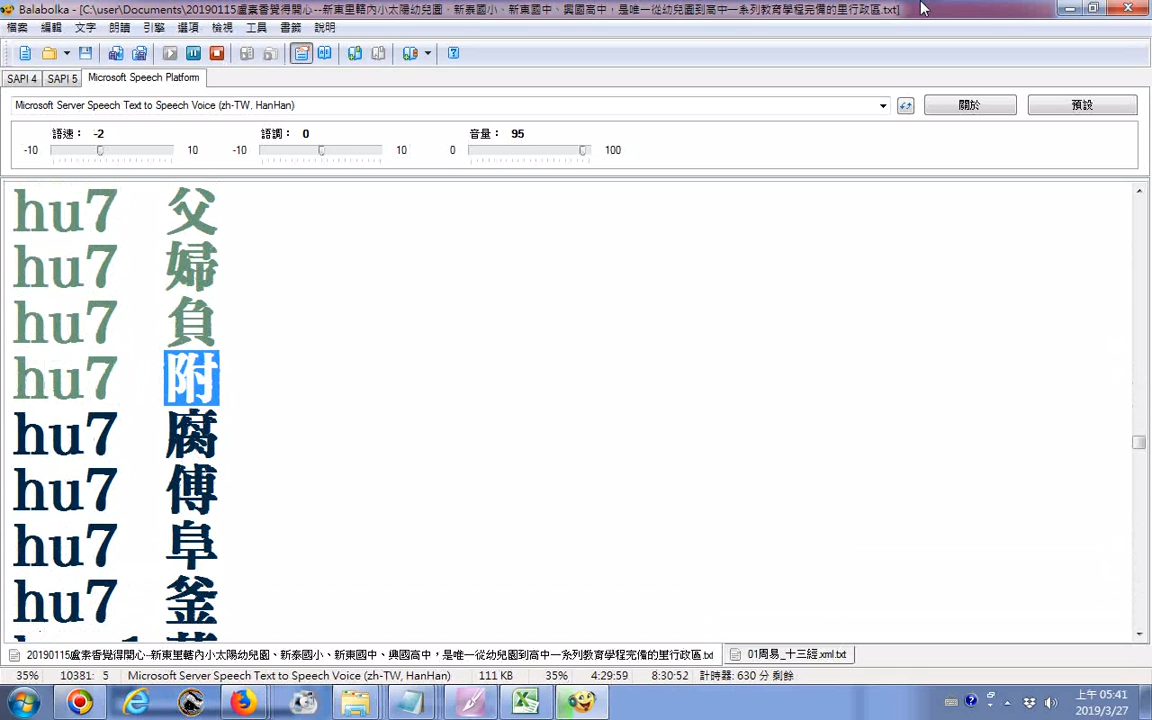 Balabolka - [C:\user\Documents\20190115盧素香覺得開心--新東里轄內小太陽幼兒園、新泰國小、新東國中、興國高中，是唯一從幼兒園到高中一系列教育學程完備的里行政區.txt]
檔案 編輯 文字 朗讀 引擎 選項 檢視 工具 書籤 說明
SAPI 4 SAPI 5 Microsoft Speech Platform
Microsoft Server Speech Text to Speech Voice (zh-TW, HanHan) 關於 預設
語速： -2 語調： 0 音量： 95
-10 10 -10 10 0 100
hu7 父
hu7 婦
hu7 負
hu7 附
hu7 腐
hu7 傅
hu7 阜
hu7 釜
20190115盧素香覺得開心--新東里轄內小太陽幼兒園、新泰國小、新東國中、興國高中，是唯一從幼兒園到高中一系列教育學程完備的里行政區.txt 01周易_十三經.xml.txt
35% 10381: 5 Microsoft Server Speech Text to Speech Voice (zh-TW, HanHan) 111 KB 35% 4:29:59 8:30:52 計時器: 630 分 剩餘
上午 05:41
2019/3/27